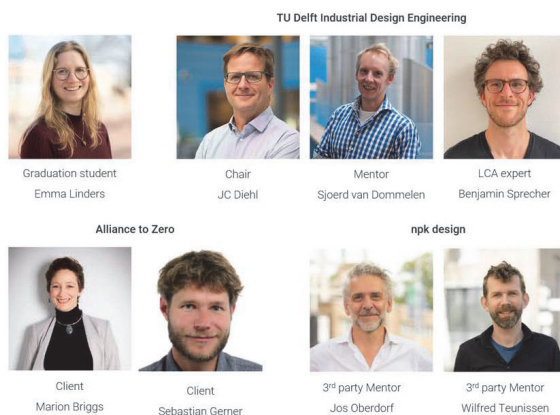 TU Delft Industrial Design Engineering
Graduation student
Emma Linders
Chair
JC Diehl
Mentor
Sjoerd van Dommelen
LCA expert
Benjamin Sprecher
Alliance to Zero
npk design
Client
Marion Briggs
Client
Sebastian Gerner
3rd party Mentor
Jos Oberdorf
3rd party Mentor
Wilfred Teunissen